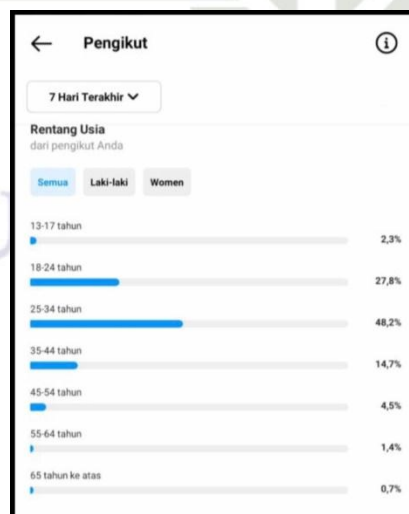 Pengikut
7 Hari Terakhir
Rentang Usia
dari pengikut Anda
Semua Laki-laki Women
13-17 tahun
2,3%
18-24 tahun
27,8%
25-34 tahun
48,2%
35-44 tahun
14,7%
45-54 tahun
4,5%
55-64 tahun
1,4%
65 tahun ke atas
0,7%